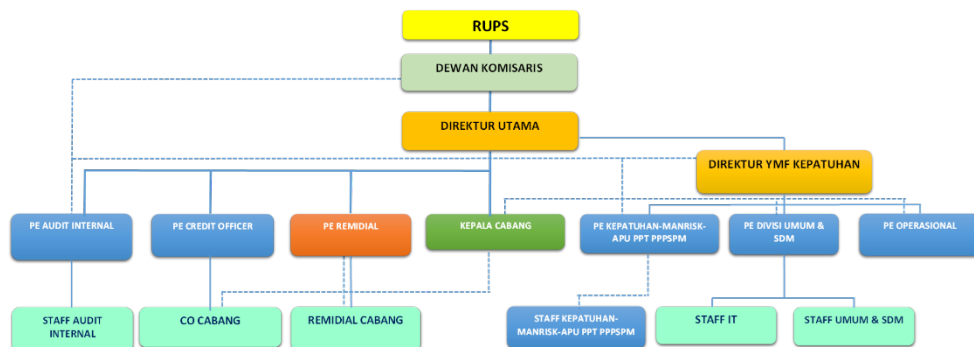 RUPS
DEWAN KOMISARIS
DIREKTUR UTAMA
DIREKTUR YMF KEPATUHAN
PE AUDIT INTERNAL
PE CREDIT OFFICER
PE REMIDIAL
KEPALA CABANG
PE KEPATUHAN-MANRISK-
APU PPT PPPSPM
PE DIVISI UMUM &
SDM
PE OPERASIONAL
STAFF AUDIT
INTERNAL
CO CABANG
REMIDIAL CABANG
STAFF KEPATUHAN-
MANRISK-APU PPT PPPSPM
STAFF IT
STAFF UMUM & SDM